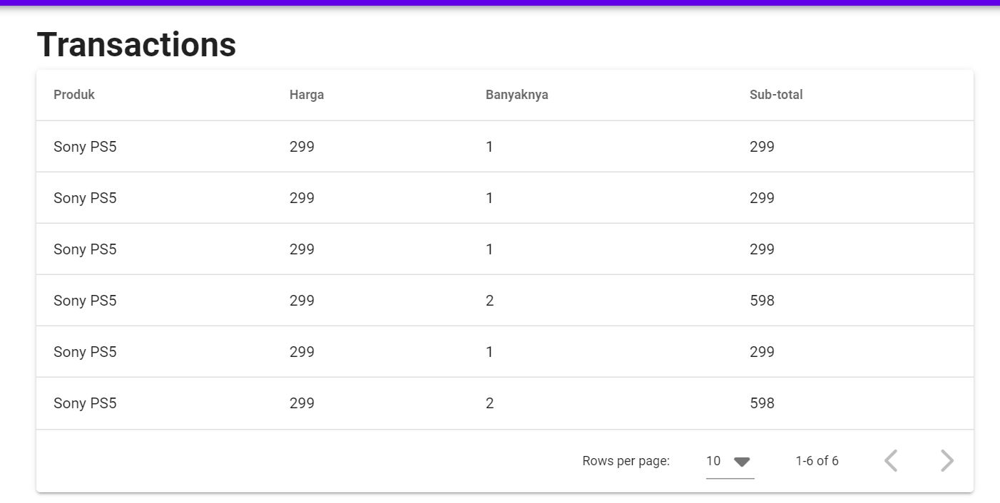 Transactions
Produk Harga Banyaknya Sub-total
Sony PS5 299 1 299
Sony PS5 299 1 299
Sony PS5 299 1 299
Sony PS5 299 2 598
Sony PS5 299 1 299
Sony PS5 299 2 598
Rows per page: 10 1-6 of 6